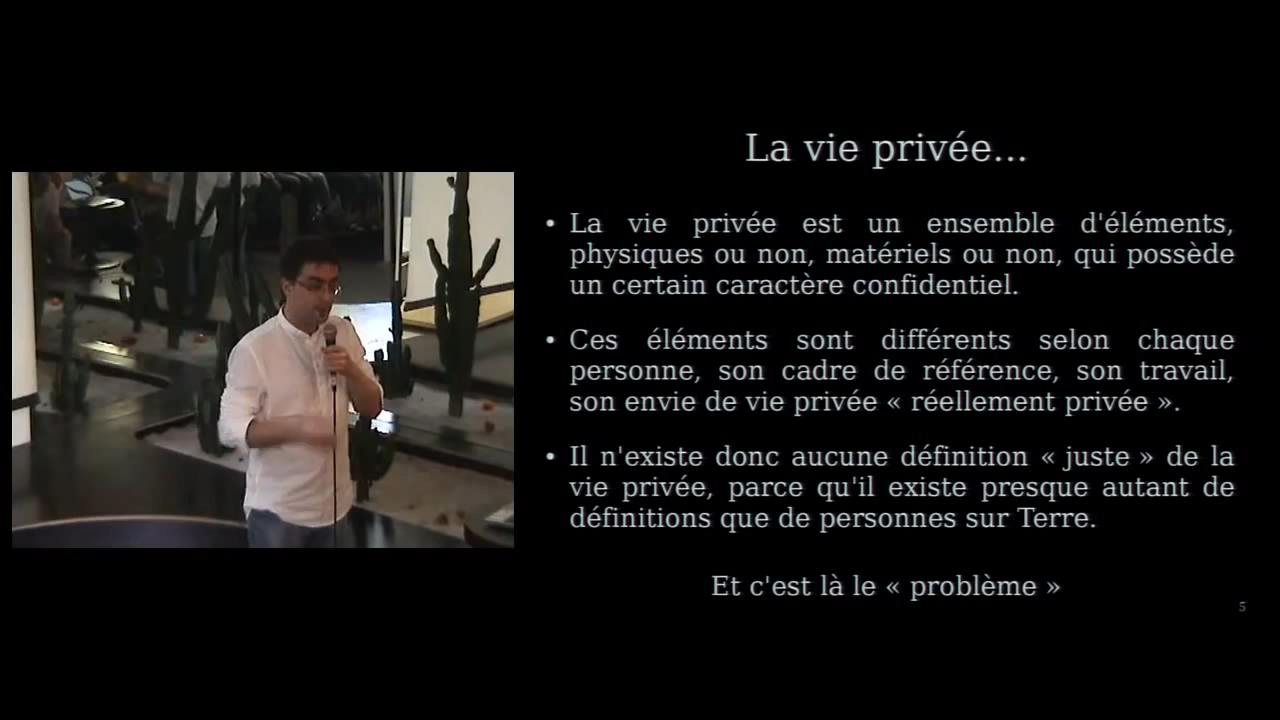 La vie privée...
• La vie privée est un ensemble d'éléments,
physiques ou non, matériels ou non, qui possède
un certain caractère confidentiel.
• Ces éléments sont différents selon chaque
personne, son cadre de référence, son travail,
son envie de vie privée « réellement privée ».
• Il n'existe donc aucune définition « juste » de la
vie privée, parce qu'il existe presque autant de
définitions que de personnes sur Terre.
Et c'est là le « problème »
5